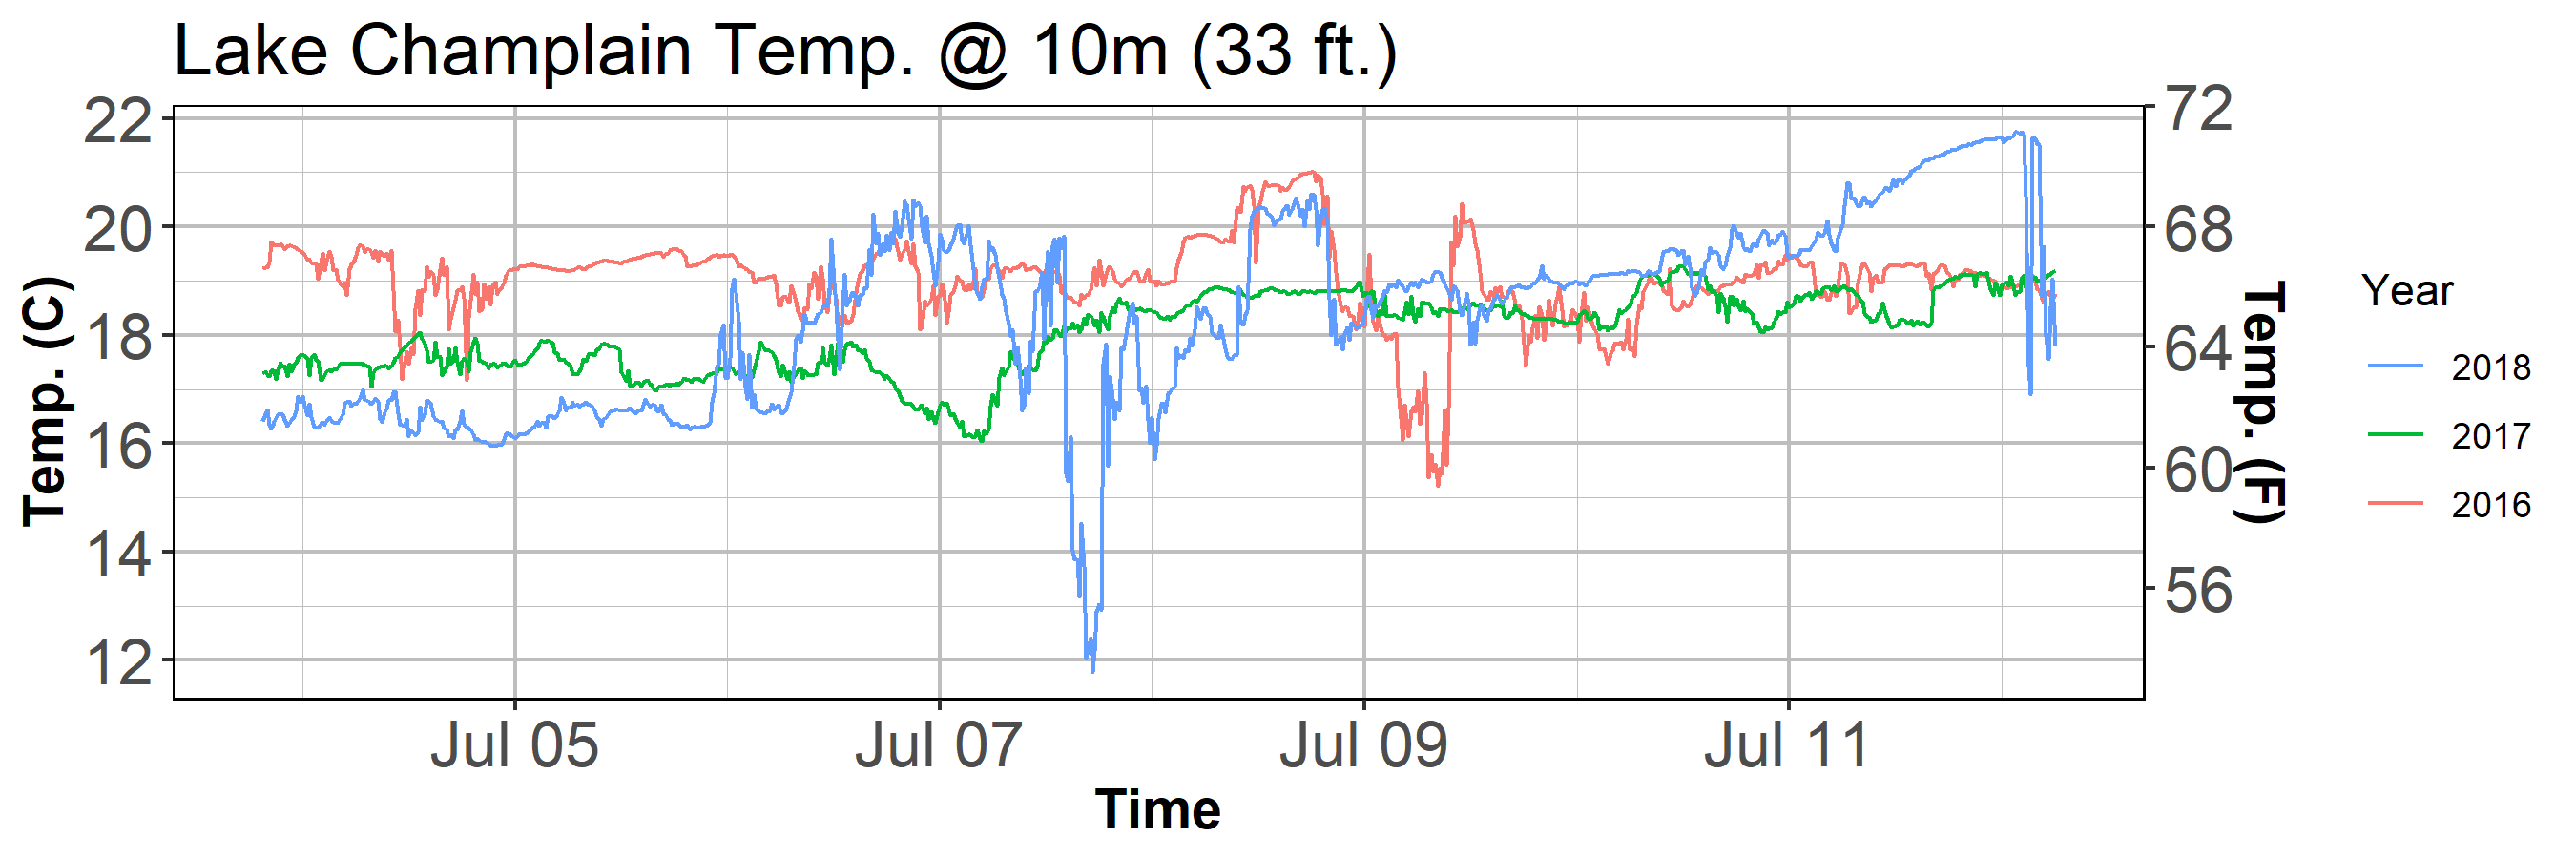 Lake Champlain Temp. @ 10m (33 ft.)
22
20
18
16
14
12
Temp. (C)
72
68
64
60
56
Temp. (F)
Jul 05
Jul 07
Jul 09
Jul 11
Time
Year
2018
2017
2016